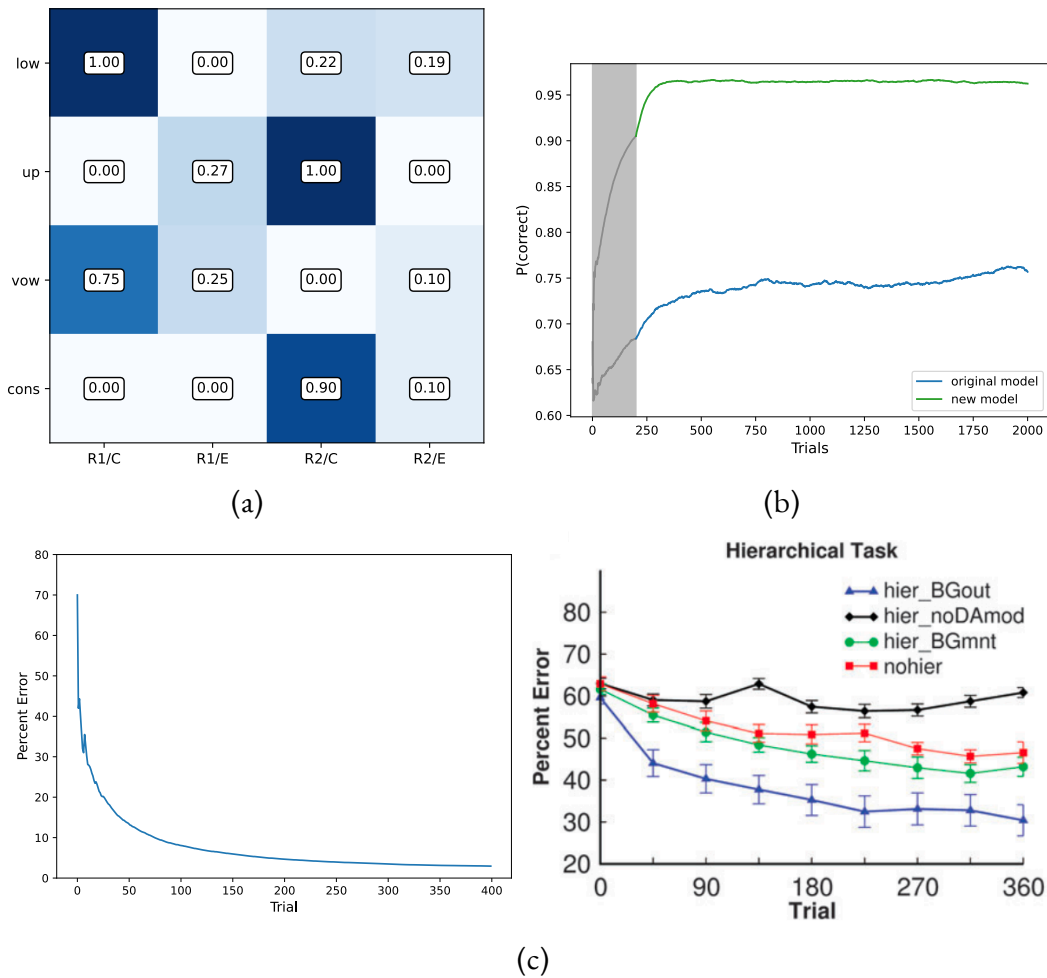 low 1.00 0.00 0.22 0.19
up 0.00 0.27 1.00 0.00
vow 0.75 0.25 0.00 0.10
cons 0.00 0.00 0.90 0.10
R1/C R1/E R2/C R2/E
(a)
P(correct)
0.95
0.90
0.85
0.80
0.75
0.70
0.65
0.60
original model
new model
0 250 500 750 1000 1250 1500 1750 2000
Trials
(b)
Percent Error
80
70
60
50
40
30
20
10
0
0 50 100 150 200 250 300 350 400
Trial
Hierarchical Task
hier_BGout
hier_noDAmod
hier_BGmnt
nohier
Percent Error
80
70
60
50
40
30
20
0 90 180 270 360
Trial
(c)